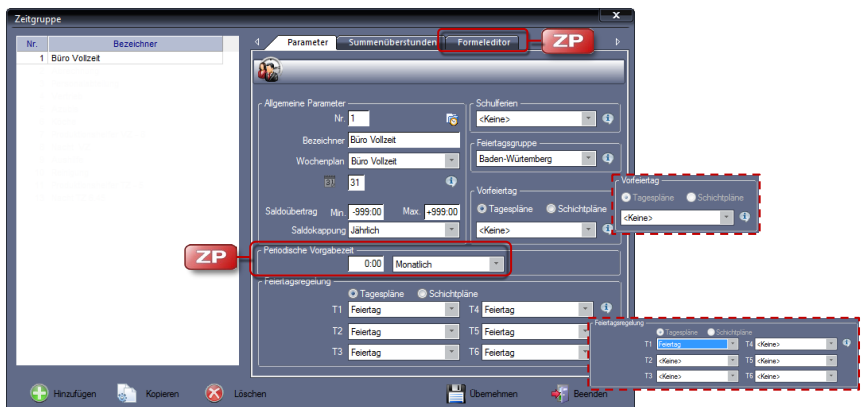 Zeitgruppe
x
Nr. Bezeichner
1 Büro Vollzeit
Parameter Summenüberstunden Formeleditor ZP
Allgemeine Parameter
Nr. 1
Bezeichner Büro Vollzeit
Wochenplan Büro Vollzeit
31 31
Saldoübertrag Min. -999:00 Max. +999:00
Saldokappung Jährlich
Schulferien
<Keine>
Feiertagsgruppe
Baden-Würtemberg
Vorfeiertag
Tagespläne Schichtpläne
<Keine>
Vorfeiertag
Tagespläne Schichtpläne
<Keine>
ZP
Periodische Vorgabezeit
0:00 Monatlich
Feiertagsregelung
Tagespläne Schichtpläne
T1 Feiertag T4 Feiertag
T2 Feiertag T5 Feiertag
T3 Feiertag T6 Feiertag
Feiertagsregelung
Tagespläne Schichtpläne
T1 Feiertag T4 <Keine>
T2 <Keine> T5 <Keine>
T3 <Keine> T6 <Keine>
Hinzufügen Kopieren Löschen Übernehmen Beenden